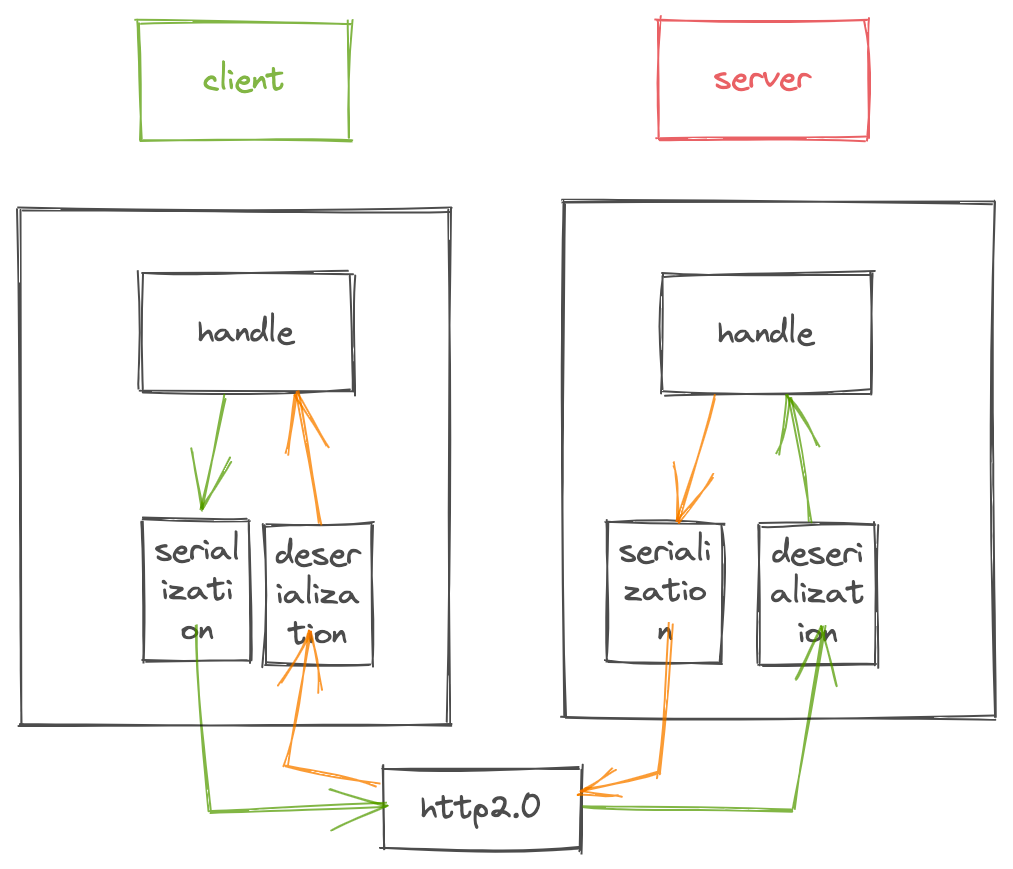 client
server
handle
handle
serial
izati
on
deser
ializa
tion
seriali
zatio
n
deseri
alizat
ion
http2.0